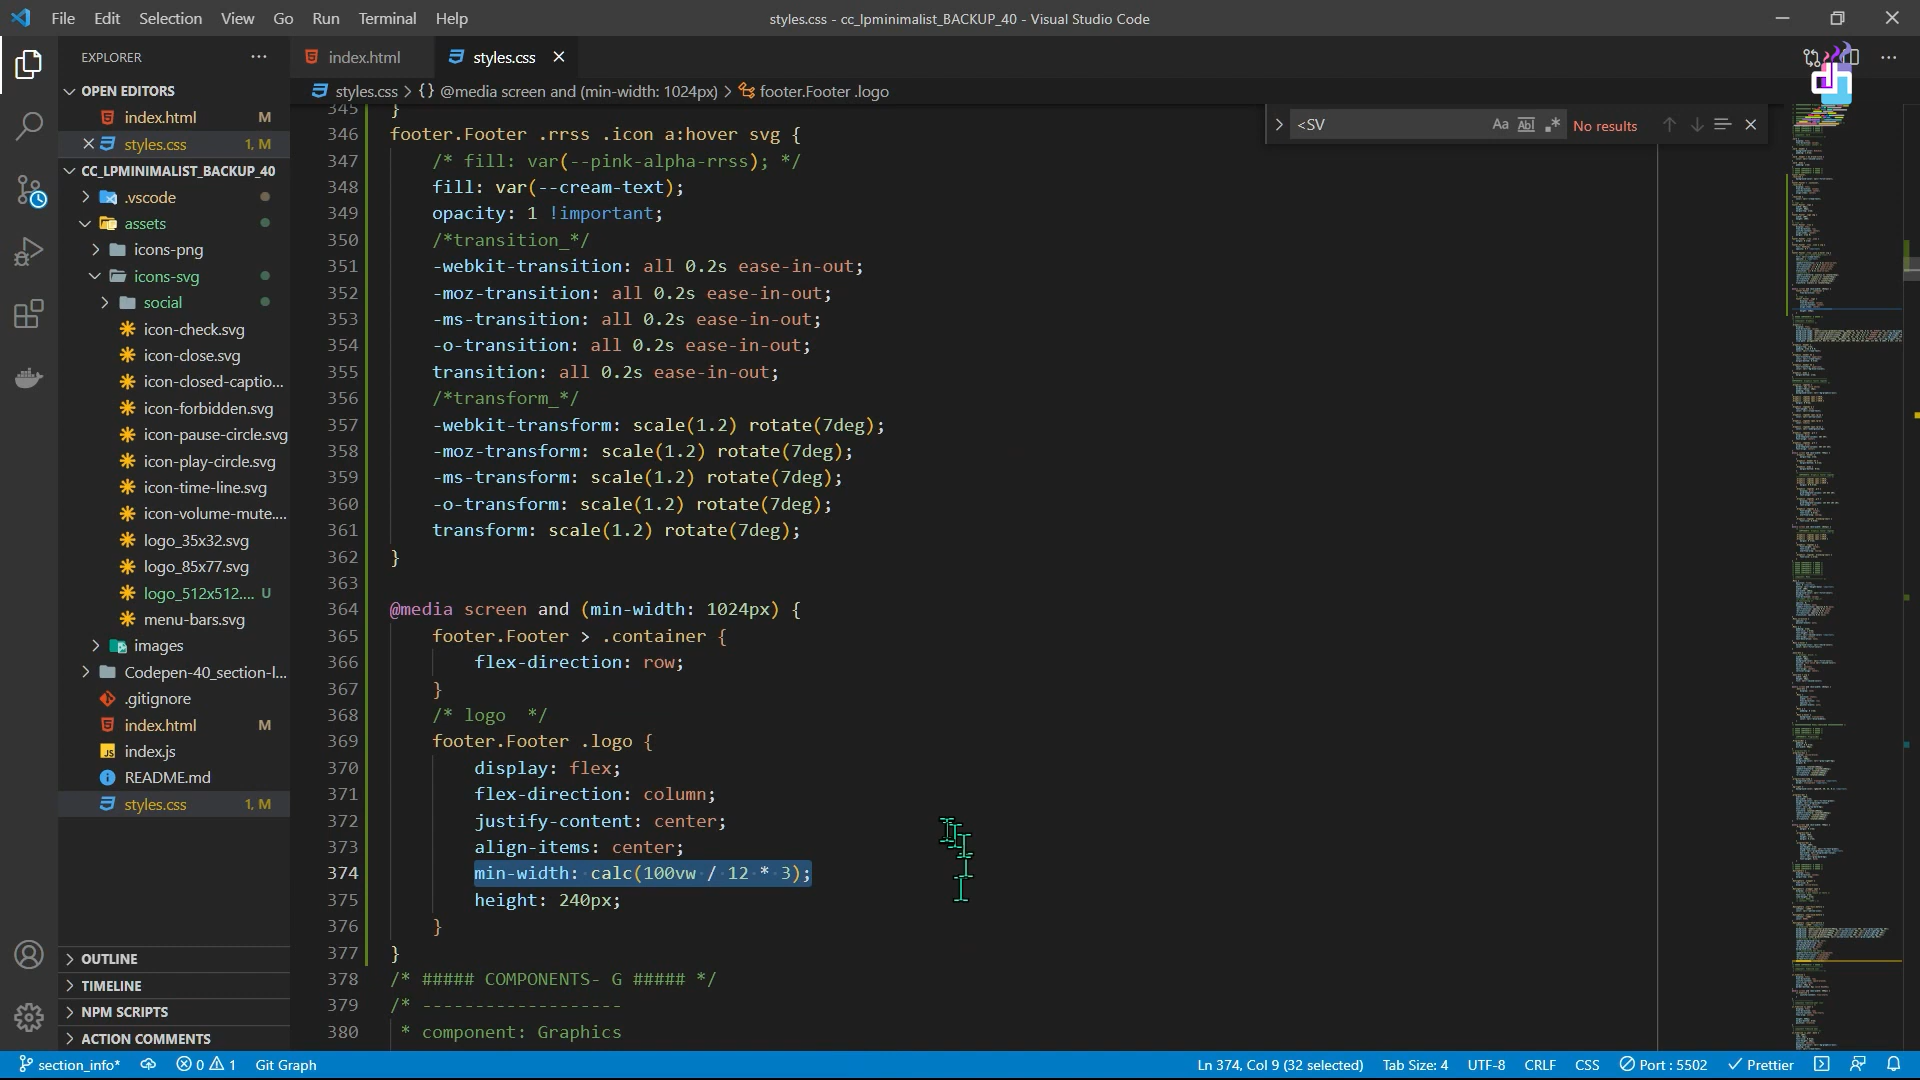 File Edit Selection View Go Run Terminal Help
styles.css - cc_lpminimalist_BACKUP_40 - Visual Studio Code
EXPLORER
OPEN EDITORS
index.html M
styles.css 1, M
CC_LPMINIMALIST_BACKUP_40
.vscode
assets
icons-png
icons-svg
social
icon-check.svg
icon-close.svg
icon-closed-captio...
icon-forbidden.svg
icon-pause-circle.svg
icon-play-circle.svg
icon-time-line.svg
icon-volume-mute....
logo_35x32.svg
logo_85x77.svg
logo_512x512.... U
menu-bars.svg
images
Codepen-40_section-l...
.gitignore
index.html M
index.js
README.md
styles.css 1, M
OUTLINE
TIMELINE
NPM SCRIPTS
ACTION COMMENTS
index.html
styles.css
styles.css > {} @media screen and (min-width: 1024px) > footer.Footer .logo
<SV Aa Abl .* No results
345 }
346 footer.Footer .rrss .icon a:hover svg {
347 /* fill: var(--pink-alpha-rrss); */
348 fill: var(--cream-text);
349 opacity: 1 !important;
350 /*transition_*/
351 -webkit-transition: all 0.2s ease-in-out;
352 -moz-transition: all 0.2s ease-in-out;
353 -ms-transition: all 0.2s ease-in-out;
354 -o-transition: all 0.2s ease-in-out;
355 transition: all 0.2s ease-in-out;
356 /*transform_*/
357 -webkit-transform: scale(1.2) rotate(7deg);
358 -moz-transform: scale(1.2) rotate(7deg);
359 -ms-transform: scale(1.2) rotate(7deg);
360 -o-transform: scale(1.2) rotate(7deg);
361 transform: scale(1.2) rotate(7deg);
362 }
363
364 @media screen and (min-width: 1024px) {
365 footer.Footer > .container {
366 flex-direction: row;
367 }
368 /* logo  */
369 footer.Footer .logo {
370 display: flex;
371 flex-direction: column;
372 justify-content: center;
373 align-items: center;
374 min-width: calc(100vw / 12 * 3);
375 height: 240px;
376 }
377 }
378 /* ##### COMPONENTS- G ##### */
379 /* -------------------
380 * component: Graphics
section_info* 0 1 Git Graph
Ln 374, Col 9 (32 selected) Tab Size: 4 UTF-8 CRLF CSS Port : 5502 Prettier